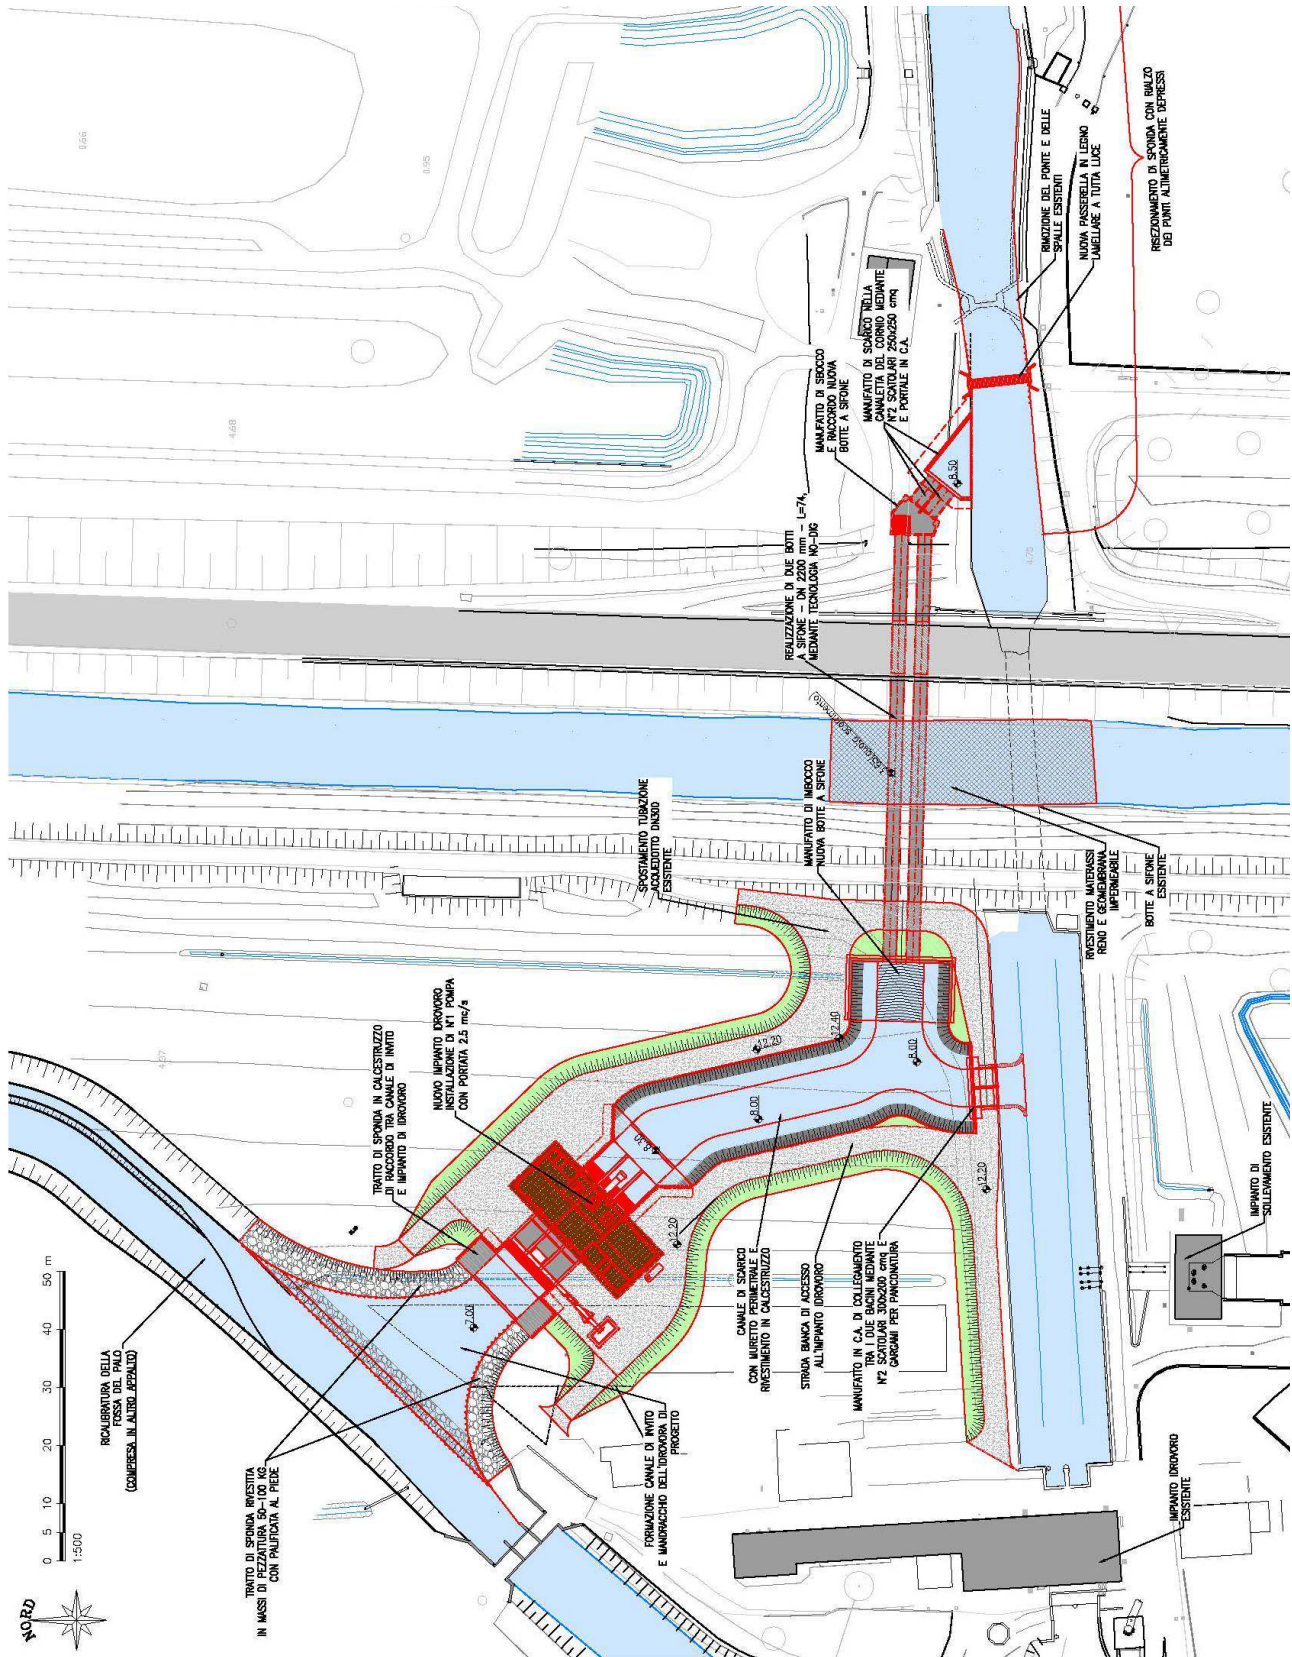 NORD
0 5 10 20 30 40 50 m
1:500
RICALIBRATURA DELLA
FOSSA DEL PALO
(COMPRESA IN ALTRO APPALTO)
TRATTO DI SPONDA RIVESTITA
IN MASSI DI PEZZATURA 50-100 KG
CON PALIFICATA AL PIEDE
TRATTO DI SPONDA IN CALCESTRUZZO
DI RACCORDO TRA CANALE DI INVITO
E IMPIANTO DI IDROVORO
NUOVO IMPIANTO IDROVORO
INSTALLAZIONE DI N°1 POMPA
CON PORTATA 2.5 mc/s
SPOSTAMENTO TUBAZIONE
ACQUEDOTTO DN300
ESISTENTE
REALIZZAZIONE DI DUE BOTTI
A SIFONE - DN 2200 mm - L=74,
MEDIANTE TECNOLOGIA NO-DIG
MANUFATTO DI SBOCCO
E RACCORDO NUOVA
BOTTE A SIFONE
MANUFATTO DI SCARICO NELLA
CANALETTA DEL CORNIO MEDIANTE
N°2 SCATOLARI 250x250 cmq
E PORTALE IN C.A.
RIMOZIONE DEL PONTE E DELLE
SPALLE ESISTENTI
NUOVA PASSERELLA IN LEGNO
LAMELLARE A TUTTA LUCE
RISEZIONAMENTO DI SPONDA CON RIALZO
DEI PUNTI ALTIMETRICAMENTE DEPRESSI
MANUFATTO DI IMBOCCO
NUOVA BOTTE A SIFONE
RIVESTIMENTO MATERASSI
RENO E GEOMEMBRANA
IMPERMEABILE
BOTTE A SIFONE
ESISTENTE
FORMAZIONE CANALE DI INVITO
E MANDRACCHIO DELL'IDROVORA DI
PROGETTO
CANALE DI SCARICO
CON MURETTO PERIMETRALE E
RIVESTIMENTO IN CALCESTRUZZO
STRADA BIANCA DI ACCESSO
ALL'IMPIANTO IDROVORO
MANUFATTO IN C.A. DI COLLEGAMENTO
TRA I DUE BACINI MEDIANTE
N°2 SCATOLARI 300x200 cmq E
GARGAMI PER PANCONATURA
IMPIANTO DI
SOLLEVAMENTO ESISTENTE
IMPIANTO IDROVORO
ESISTENTE
7.00
12.20
8.30
8.00
12.20
12.40
8.00
12.20
8.50
4.70
4.68
0.95
0.66